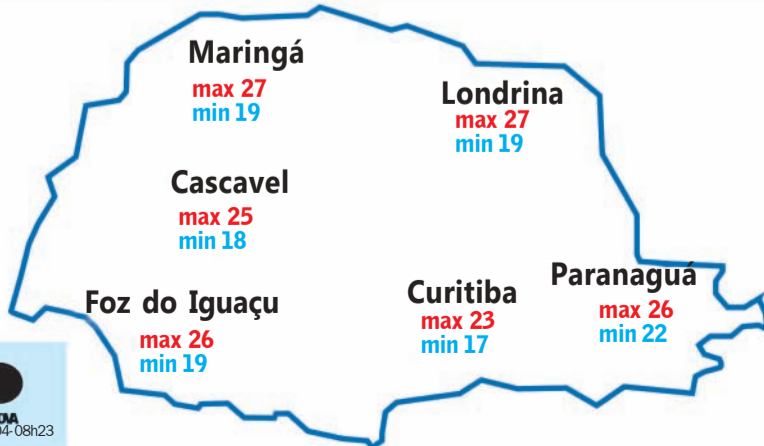 Maringá
max 27
min 19
Londrina
max 27
min 19
Cascavel
max 25
min 18
Foz do Iguaçu
max 26
min 19
Curitiba
max 23
min 17
Paranaguá
max 26
min 22
08h23